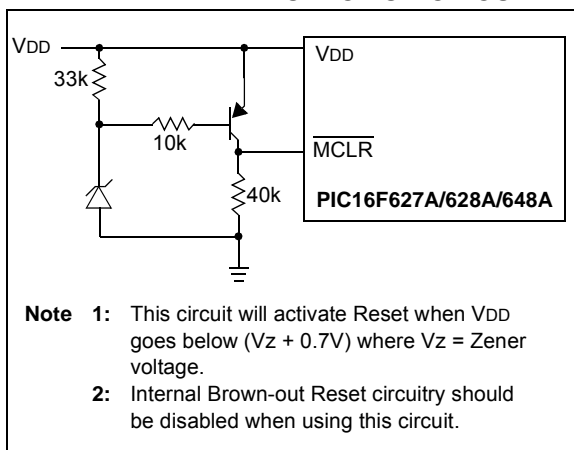 VDD
VDD
33k
10k
MCLR
40k
PIC16F627A/628A/648A
Note 1: This circuit will activate Reset when VDD
goes below (Vz + 0.7V) where Vz = Zener
voltage.
2: Internal Brown-out Reset circuitry should
be disabled when using this circuit.